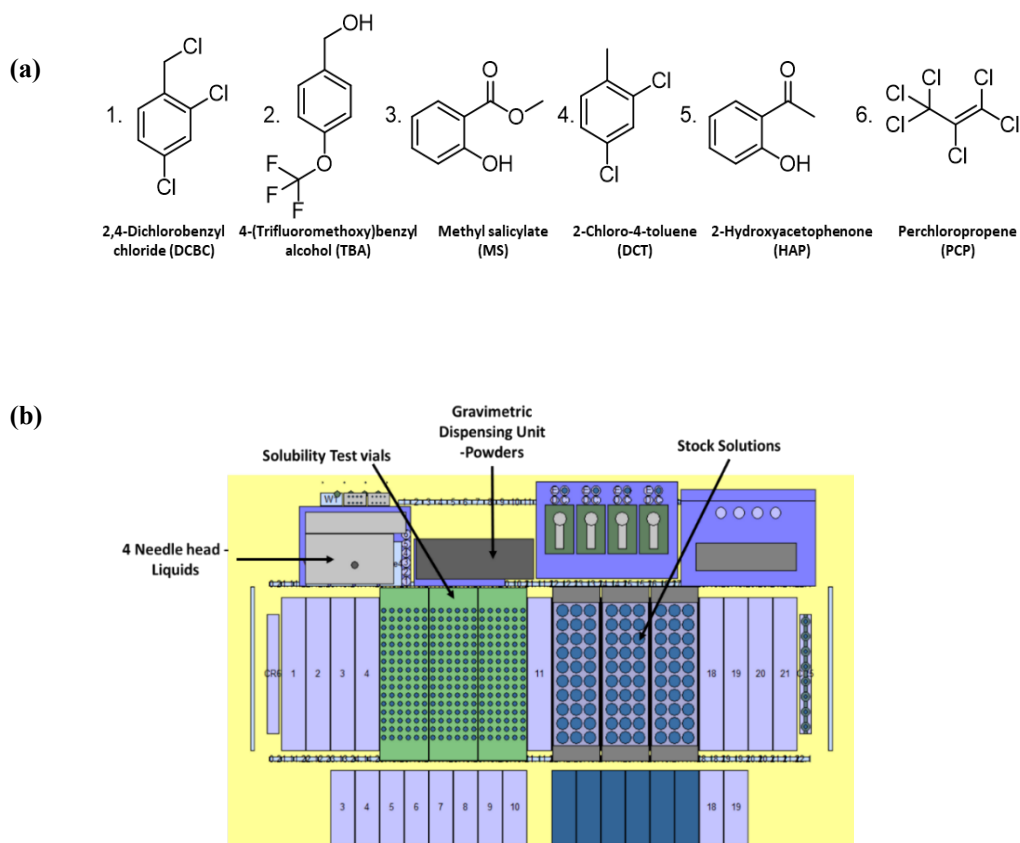 (a)
Cl
OH
Cl
Cl
1.
2.
O
F
F
F
3.
O
O
OH
4.
Cl
Cl
5.
O
OH
6.
Cl
Cl
Cl
Cl
Cl
Cl
2,4-Dichlorobenzyl
chloride (DCBC)
4-(Trifluoromethoxy)benzyl
alcohol (TBA)
Methyl salicylate
(MS)
2-Chloro-4-toluene
(DCT)
2-Hydroxyacetophenone
(HAP)
Perchloropropene
(PCP)
(b)
Gravimetric
Dispensing Unit
-Powders
Solubility Test vials
Stock Solutions
4 Needle head -
Liquids
1
2
3
4
11
18
19
20
21
3
4
5
6
7
8
9
10
18
19